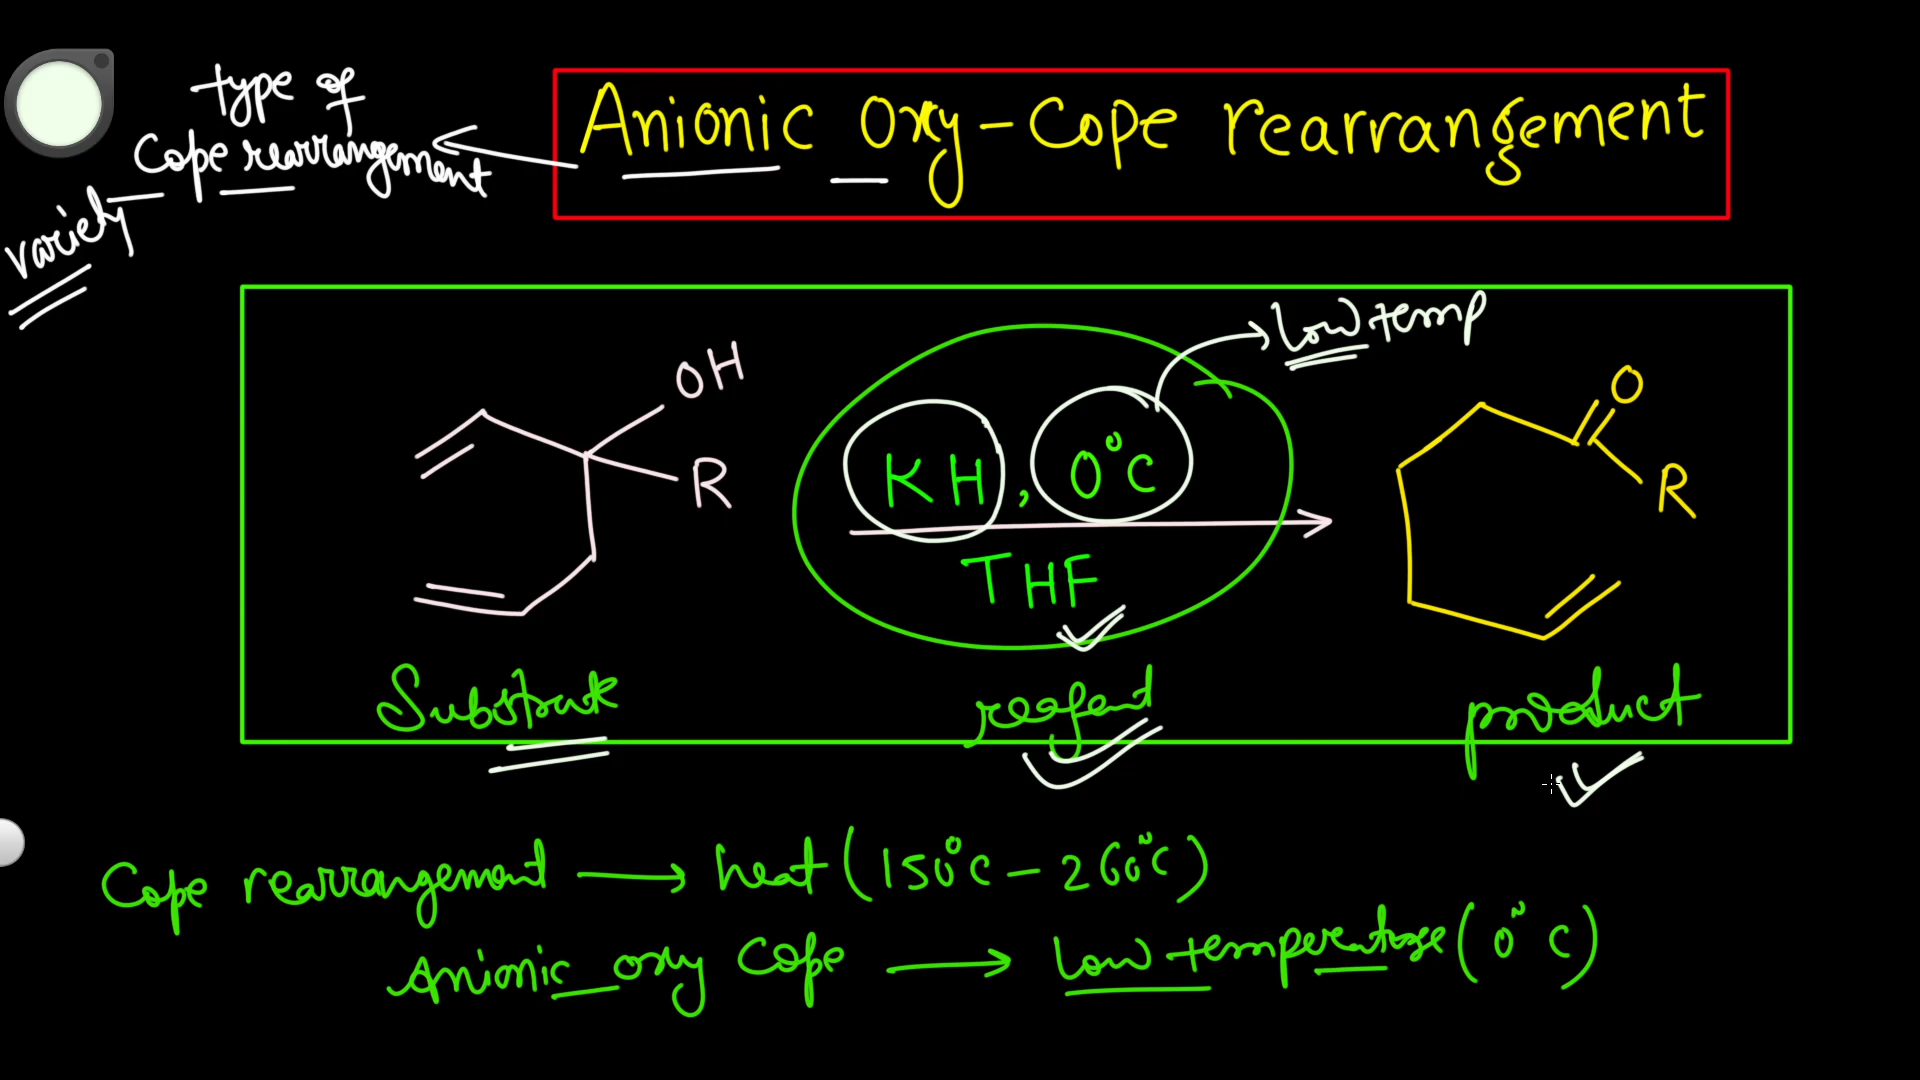 type of
Cope rearrangement
variety
Anionic Oxy-Cope rearrangement
low temp
OH
R
KH, 0°C
THF
O
R
Substrate
reagent
product
Cope rearrangement → heat (150°C - 260°C)
Anionic oxy Cope → low temperature (0°C)